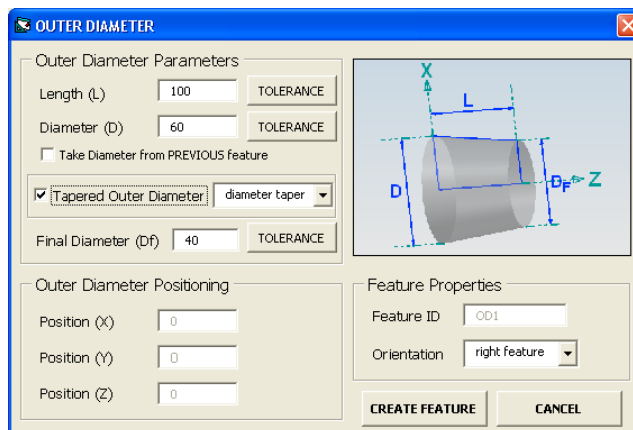 OUTER DIAMETER
Outer Diameter Parameters
Length (L) 100 TOLERANCE
Diameter (D) 60 TOLERANCE
Take Diameter from PREVIOUS feature
Tapered Outer Diameter diameter taper
Final Diameter (Df) 40 TOLERANCE
X
L
D
DF
Z
Outer Diameter Positioning
Position (X) 0
Position (Y) 0
Position (Z) 0
Feature Properties
Feature ID OD1
Orientation right feature
CREATE FEATURE CANCEL